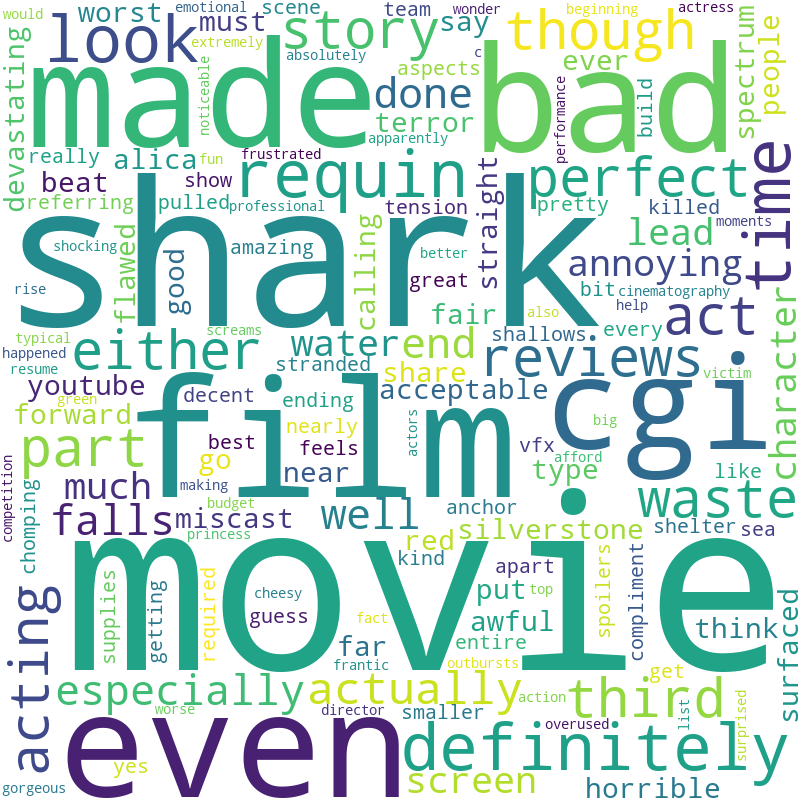 would
worst
emotional
scene
team
wonder
beginning
actress
look
must
story
say
though
extremely
made
bad
absolutely
c
ever
people
devastating
noticeable
aspects
done
terror
build
spectrum
performance
apparently
really
alica
fun
frustrated
requin
perfect
time
beat
show
straight
killed
referring
pulled
professional
tension
pretty
moments
shark
flawed
good
shocking
amazing
calling
better
great
lead
annoying
rise
bit
cinematography
fair
also
help
act
typical
screams
shallows
every
happened
either
water
end
reviews
character
resume
stranded
share
acceptable
cgi
victim
youtube
decent
green
forward
film
ending
actors
big
part
best
nearly
feels
vfx
afford
type
like
go
near
much
making
waste
competition
chomping
falls
miscast
budget
well
anchor
red
silverstone
shelter
sea
princess
kind
apart
spoilers
compliment
movie
supplies
getting
required
cheesy
guess
put
top
awful
think
surfaced
fact
far
entire
frantic
outbursts
get
acting
especially
actually
action
third
worse
director
smaller
list
surprised
even
overused
yes
definitely
gorgeous
screen
horrible